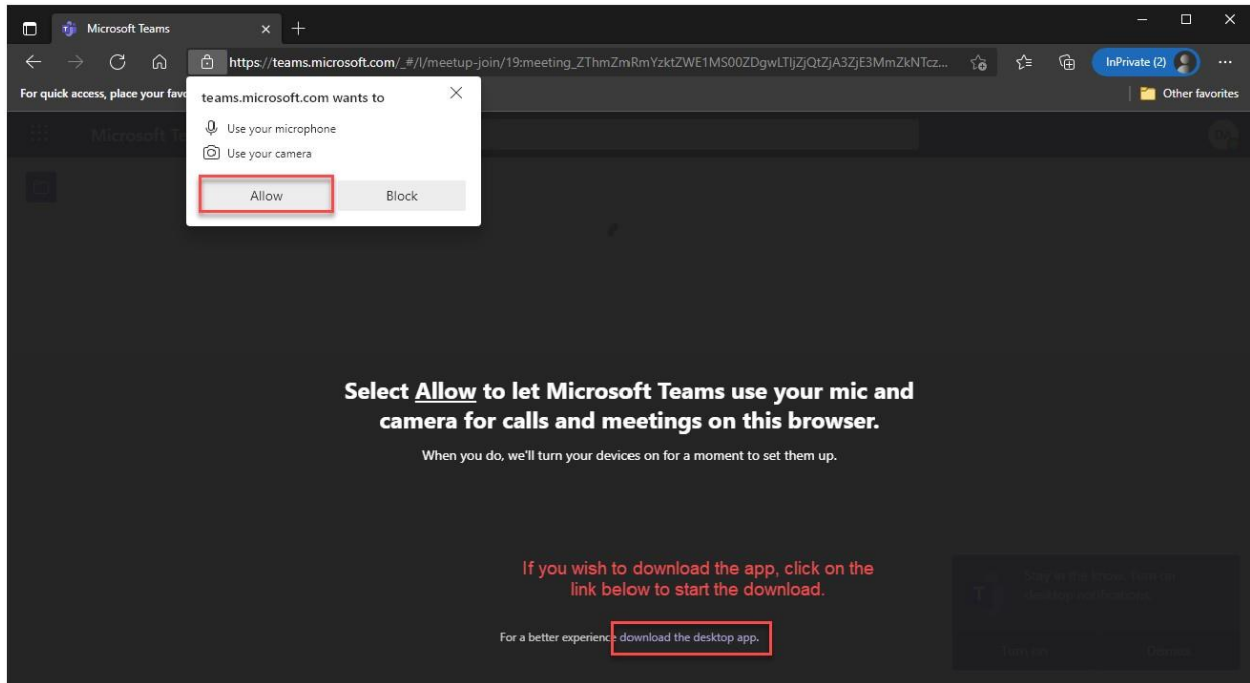 Microsoft Teams
https://teams.microsoft.com/_#/l/meetup-join/19:meeting_ZThmZmRmYzktZWE1MS00ZDgwLTljZjQtZjA3ZjE3MmZkNTcz...
InPrivate (2)
For quick access, place your favo
Other favorites
teams.microsoft.com wants to
Use your microphone
Use your camera
Allow
Block
Microsoft Te
Select Allow to let Microsoft Teams use your mic and
camera for calls and meetings on this browser.
When you do, we'll turn your devices on for a moment to set them up.
If you wish to download the app, click on the
link below to start the download.
For a better experience download the desktop app.